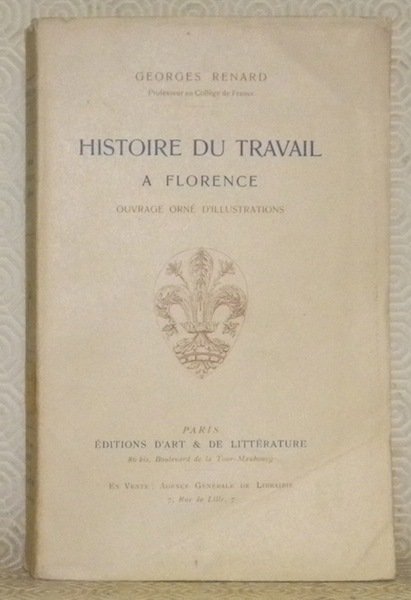 GEORGES RENARD
Professeur au Collège de France
HISTOIRE DU TRAVAIL
A FLORENCE
OUVRAGE ORNÉ D'ILLUSTRATIONS
PARIS
ÉDITIONS D'ART & DE LITTÉRATURE
80 bis, Boulevard de la Tour-Maubourg
EN VENTE : AGENCE GÉNÉRALE DE LIBRAIRIE
7, Rue de Lille, 7